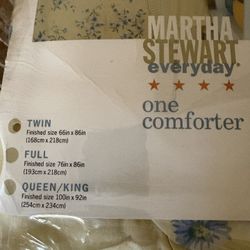 MARTHA
STEWART
everyday®
one
comforter
TWIN
Finished size 66in x 86in
(168cm x 218cm)
FULL
Finished size 76in x 86in
(193cm x 218cm)
QUEEN/KING
Finished size 100in x 92in
(254cm x 234cm)